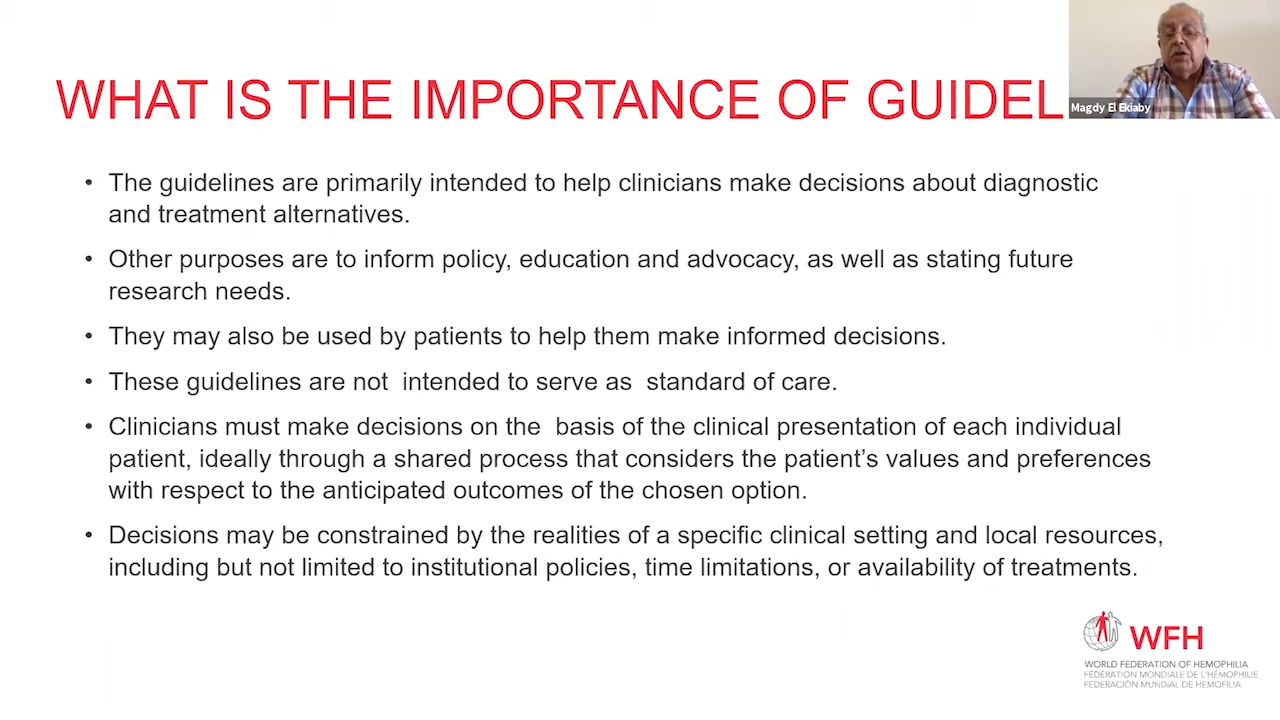 WHAT IS THE IMPORTANCE OF GUIDEL
Magdy El Ekiaby
• The guidelines are primarily intended to help clinicians make decisions about diagnostic
and treatment alternatives.
• Other purposes are to inform policy, education and advocacy, as well as stating future
research needs.
• They may also be used by patients to help them make informed decisions.
• These guidelines are not  intended to serve as  standard of care.
• Clinicians must make decisions on the  basis of the clinical presentation of each individual
patient, ideally through a shared process that considers the patient’s values and preferences
with respect to the anticipated outcomes of the chosen option.
• Decisions may be constrained by the realities of a specific clinical setting and local resources,
including but not limited to institutional policies, time limitations, or availability of treatments.
WFH
WORLD FEDERATION OF HEMOPHILIA
FÉDÉRATION MONDIALE DE L'HÉMOPHILIE
FEDERACIÓN MUNDIAL DE HEMOFILIA